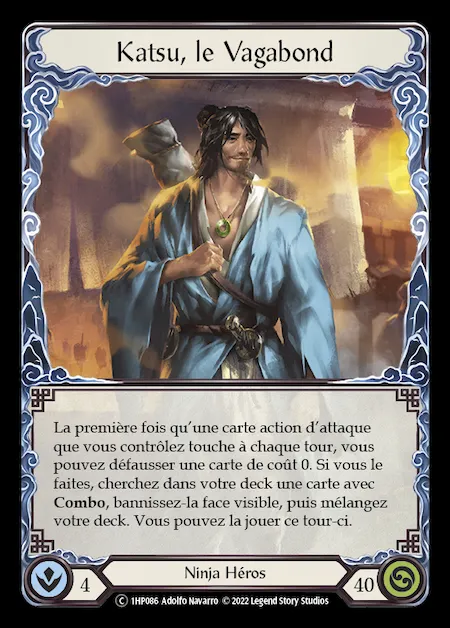 Katsu, le Vagabond
La première fois qu'une carte action d'attaque
que vous contrôlez touche à chaque tour, vous
pouvez défausser une carte de coût 0. Si vous le
faites, cherchez dans votre deck une carte avec
Combo, bannissez-la face visible, puis mélangez
votre deck. Vous pouvez la jouer ce tour-ci.
4
Ninja Héros
40
C 1HP086 Adolfo Navarro © 2022 Legend Story Studios